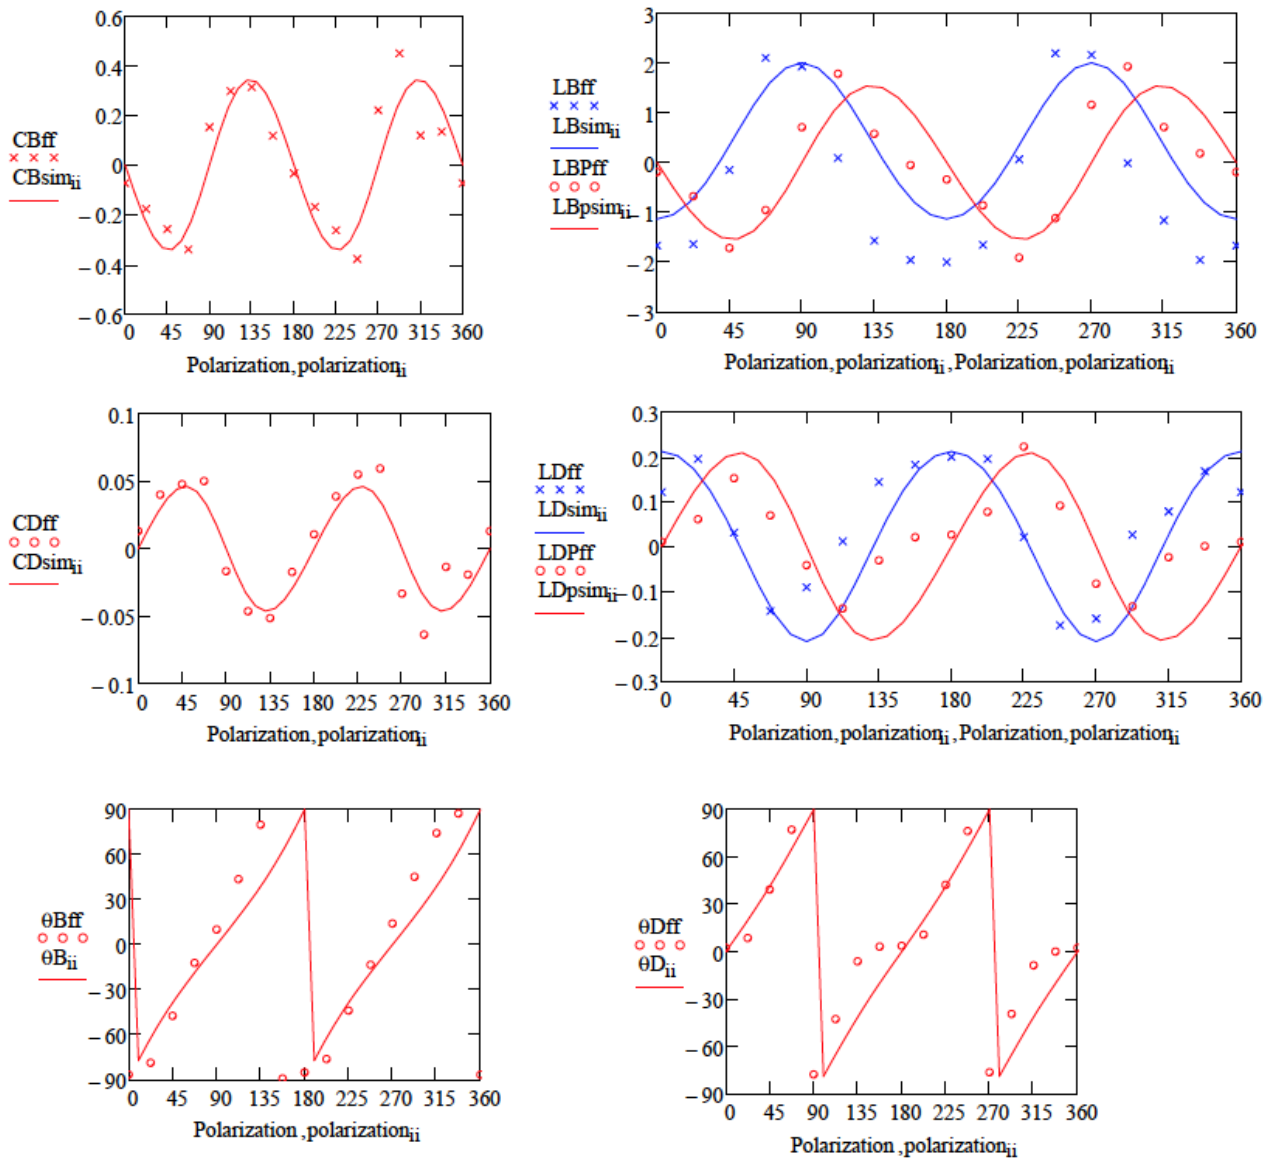 0.6
0.4
0.2
0
− 0.2
− 0.4
− 0.6
CBff
CBsimii
0 45 90 135 180 225 270 315 360
Polarization,polarizationii
3
2
1
0
−1
−2
−3
LBff
LBsimii
LBPff
LBpsimii
0 45 90 135 180 225 270 315 360
Polarization,polarizationii,Polarization,polarizationii
0.1
0.05
0
− 0.05
− 0.1
CDff
CDsimii
0 45 90 135 180 225 270 315 360
Polarization,polarizationii
0.3
0.2
0.1
0
− 0.1
− 0.2
− 0.3
LDff
LDsimii
LDPff
LDpsimii
0 45 90 135 180 225 270 315 360
Polarization,polarizationii,Polarization,polarizationii
90
60
30
0
− 30
− 60
− 90
θBff
θBii
0 45 90 135 180 225 270 315 360
Polarization,polarizationii
90
60
30
0
− 30
− 60
− 90
θDff
θDii
0 45 90 135 180 225 270 315 360
Polarization,polarizationii